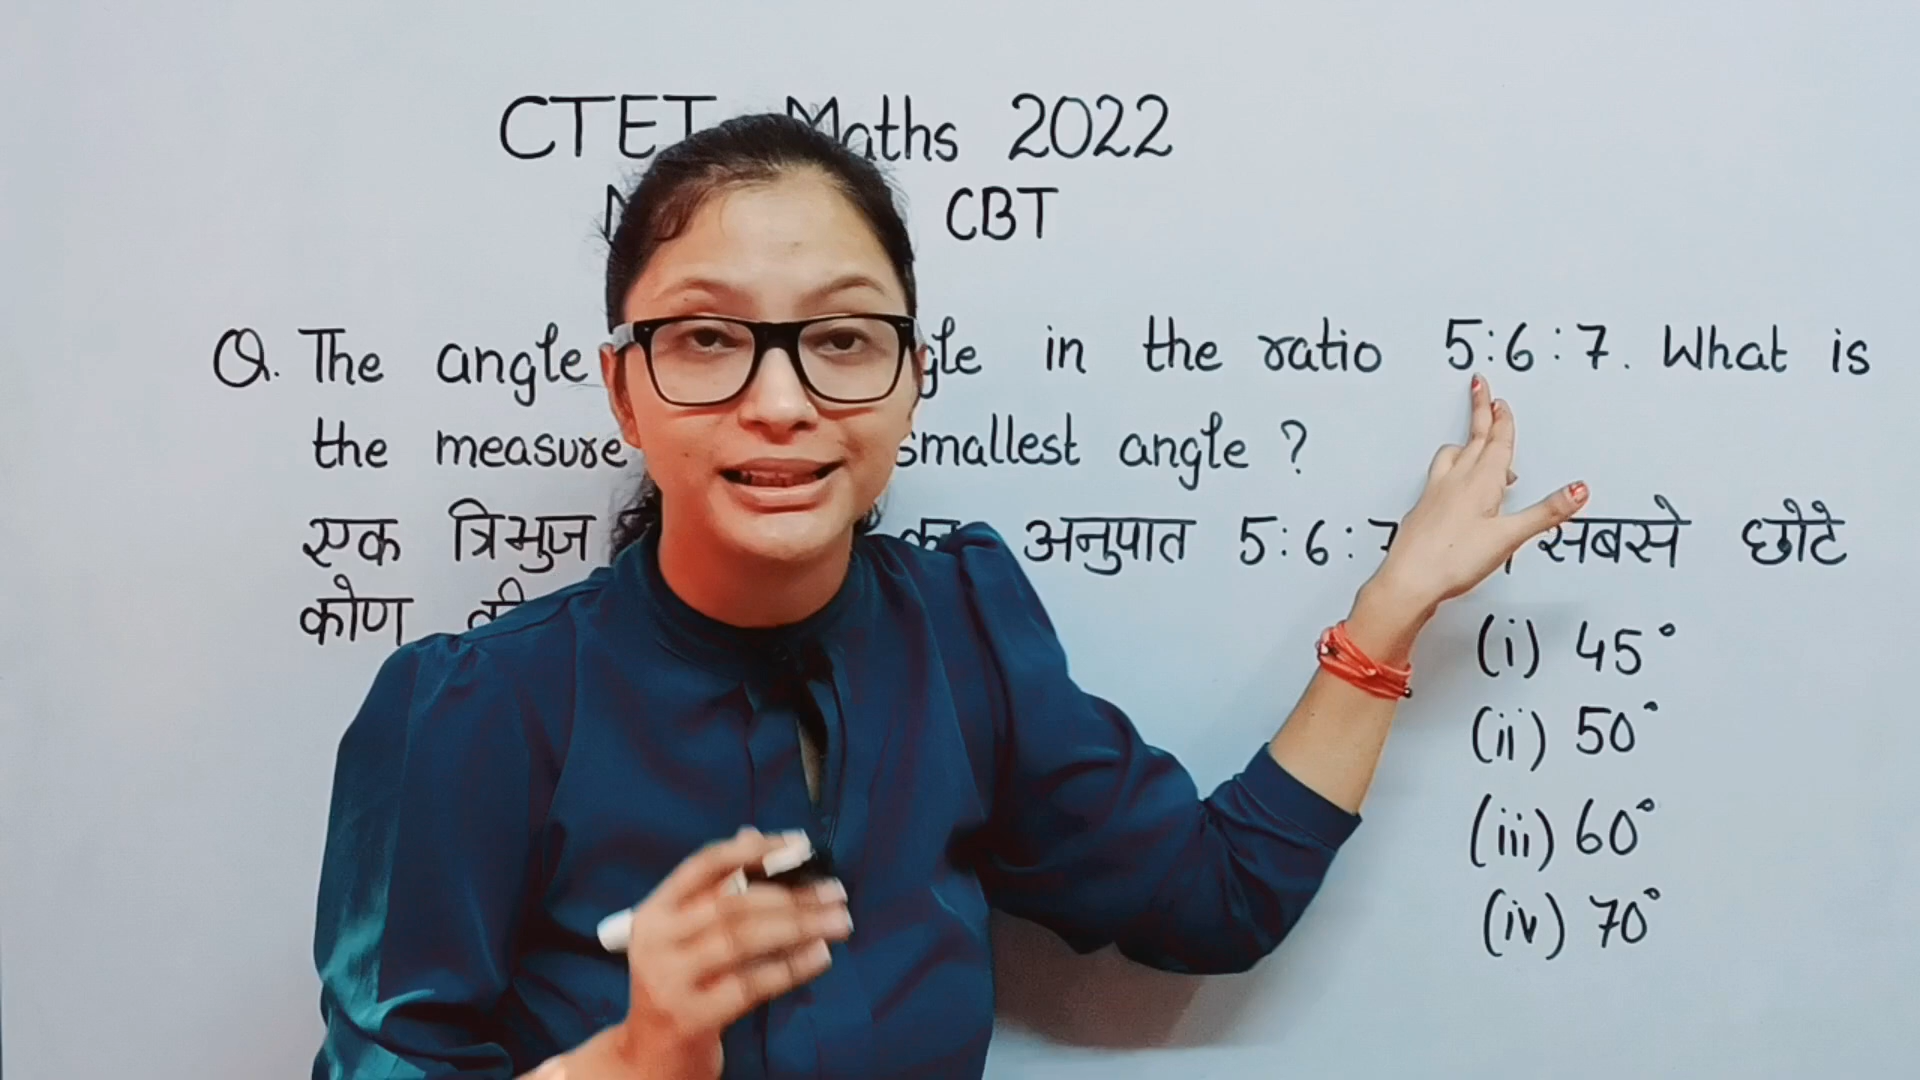 CTET Maths 2022
CBT
Q. The angle in the ratio 5:6:7. What is
the measure smallest angle ?
एक त्रिभुज अनुपात 5:6:7 सबसे छोटे
कोण
(i) 45°
(ii) 50°
(iii) 60°
(iv) 70°